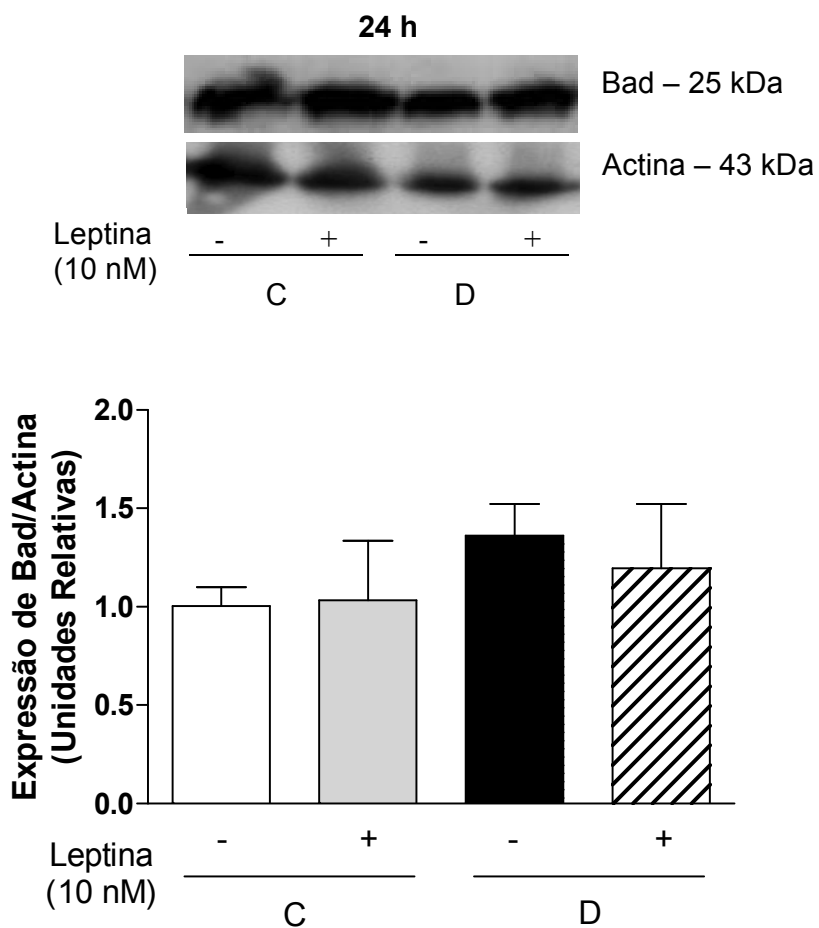 24 h
Bad – 25 kDa
Actina – 43 kDa
Leptina
(10 nM)
- + - +
C D
Expressão de Bad/Actina
(Unidades Relativas)
2.0
1.5
1.0
0.5
0.0
Leptina
(10 nM)
- + - +
C D